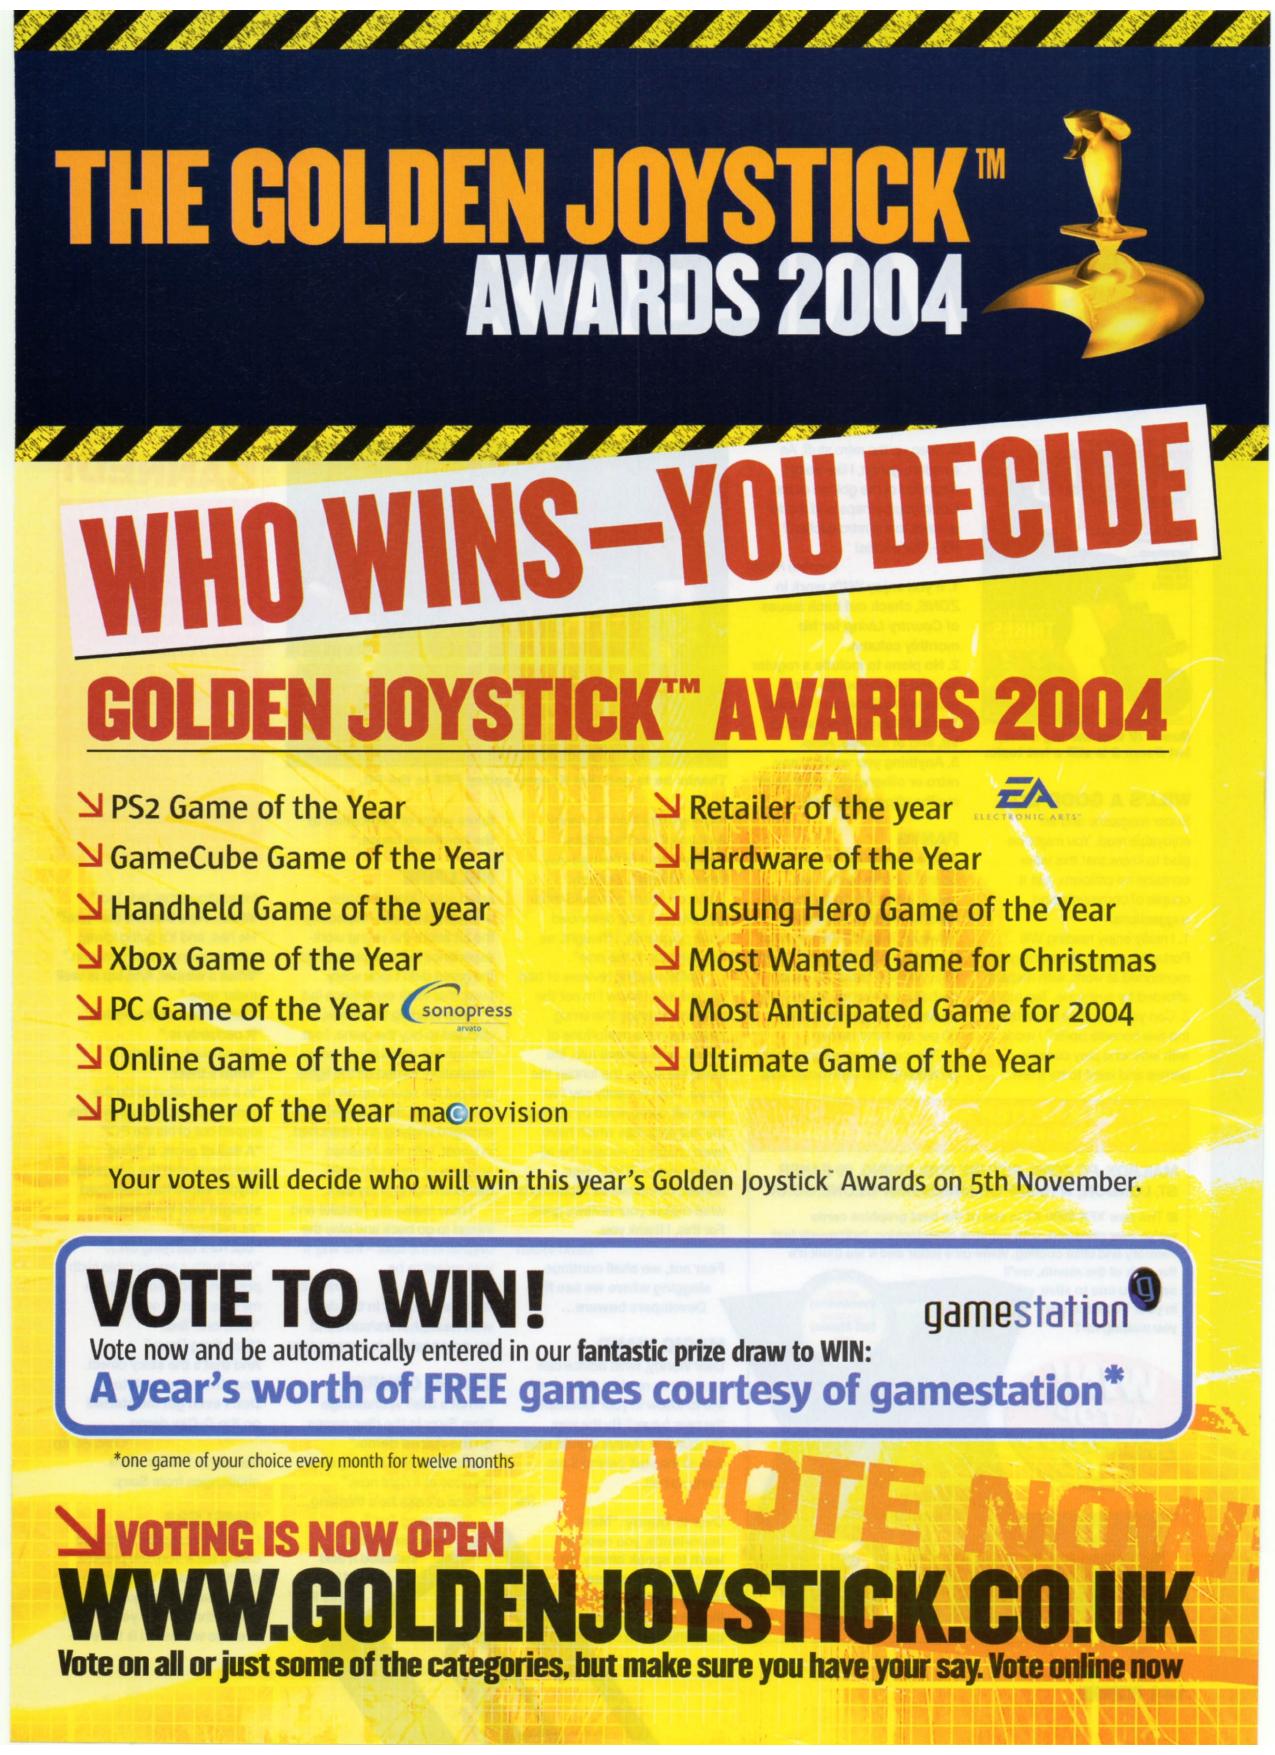 THE GOLDEN JOYSTICK™
AWARDS 2004
WHO WINS—YOU DECIDE
GOLDEN JOYSTICK™ AWARDS 2004
PS2 Game of the Year
GameCube Game of the Year
Handheld Game of the year
Xbox Game of the Year
PC Game of the Year sonopress
arvato
Online Game of the Year
Publisher of the Year macrovision
Retailer of the year EA
ELECTRONIC ARTS™
Hardware of the Year
Unsung Hero Game of the Year
Most Wanted Game for Christmas
Most Anticipated Game for 2004
Ultimate Game of the Year
Your votes will decide who will win this year's Golden Joystick™ Awards on 5th November.
VOTE TO WIN!
gamestation g
Vote now and be automatically entered in our fantastic prize draw to WIN:
A year's worth of FREE games courtesy of gamestation*
*one game of your choice every month for twelve months
VOTE NOW!
VOTING IS NOW OPEN
WWW.GOLDENJOYSTICK.CO.UK
Vote on all or just some of the categories, but make sure you have your say. Vote online now